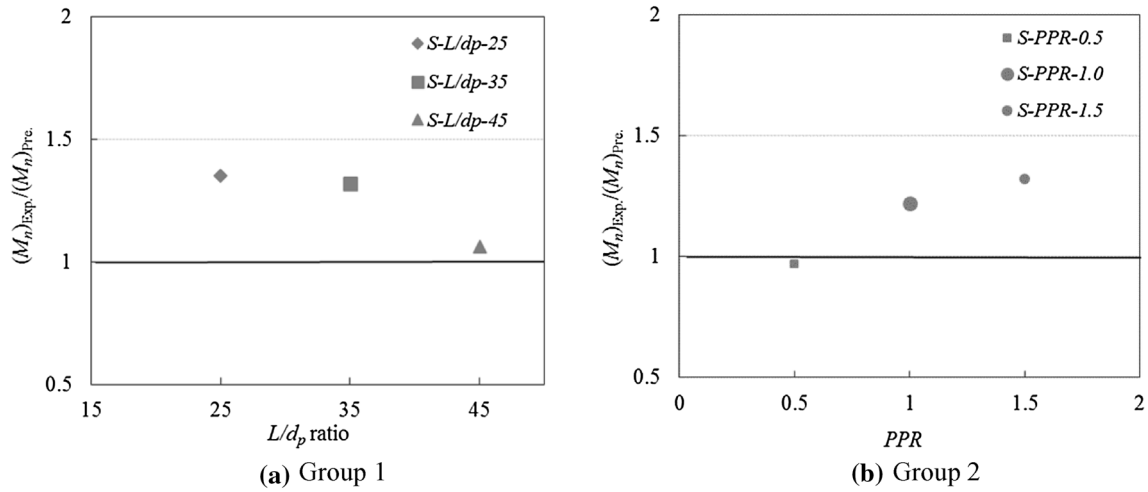 2
S-L/dp-25
S-L/dp-35
S-L/dp-45
1.5
1
0.5
15 25 35 45
(Mn)Exp./(Mn)Pre.
L/dp ratio
(a) Group 1
2
S-PPR-0.5
S-PPR-1.0
S-PPR-1.5
1.5
1
0.5
0 0.5 1 1.5 2
(Mn)Exp./(Mn)Pre.
PPR
(b) Group 2